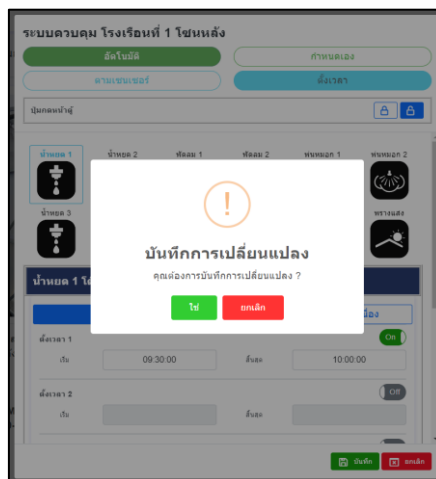 ระบบควบคุม โรงเรือนที่ 1 โซนหลัง
อัตโนมัติ
กำหนดเอง
ตามเซนเซอร์
ตั้งเวลา
ปุ่มกดหน้าตู้
น้ำหยด 1
น้ำหยด 2
พัดลม 1
พัดลม 2
พ่นหมอก 1
พ่นหมอก 2
น้ำหยด 3
พรางแสง
!
บันทึกการเปลี่ยนแปลง
คุณต้องการบันทึกการเปลี่ยนแปลง ?
ใช่
ยกเลิก
น้ำหยด 1
ตั้งเวลา 1
On
เริ่ม
09:30:00
สิ้นสุด
10:00:00
ตั้งเวลา 2
Off
เริ่ม
สิ้นสุด
บันทึก
ยกเลิก